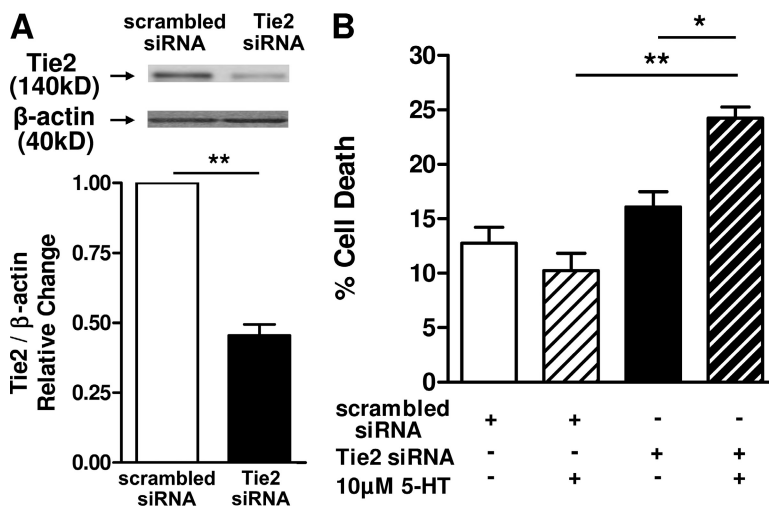 A
scrambled siRNA
Tie2 siRNA
Tie2
(140kD)
β-actin
(40kD)
**
1.00
0.75
0.50
0.25
0.00
Tie2 / β-actin
Relative Change
scrambled siRNA
Tie2 siRNA
B
*
**
30
25
20
15
10
5
0
% Cell Death
scrambled siRNA + + - -
Tie2 siRNA - - + +
10μM 5-HT - + - +